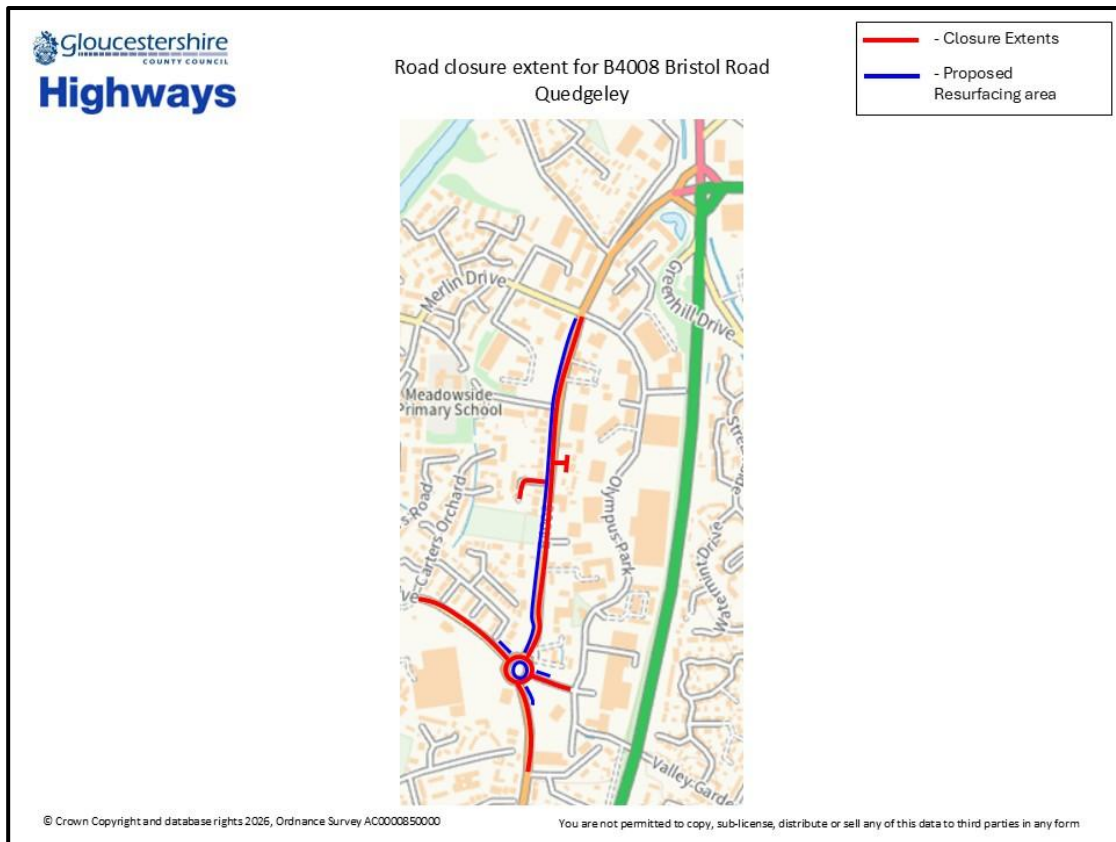 Gloucestershire
COUNTY COUNCIL
Highways
Road closure extent for B4008 Bristol Road
Quedgeley
- Closure Extents
- Proposed
Resurfacing area
Merlin Drive
Greenhill Drive
Meadowside
Primary School
Olympus Park
Carters Orchard
Road
Watermint Drive
Valley Garde
© Crown Copyright and database rights 2026, Ordnance Survey AC0000850000
You are not permitted to copy, sub-license, distribute or sell any of this data to third parties in any form